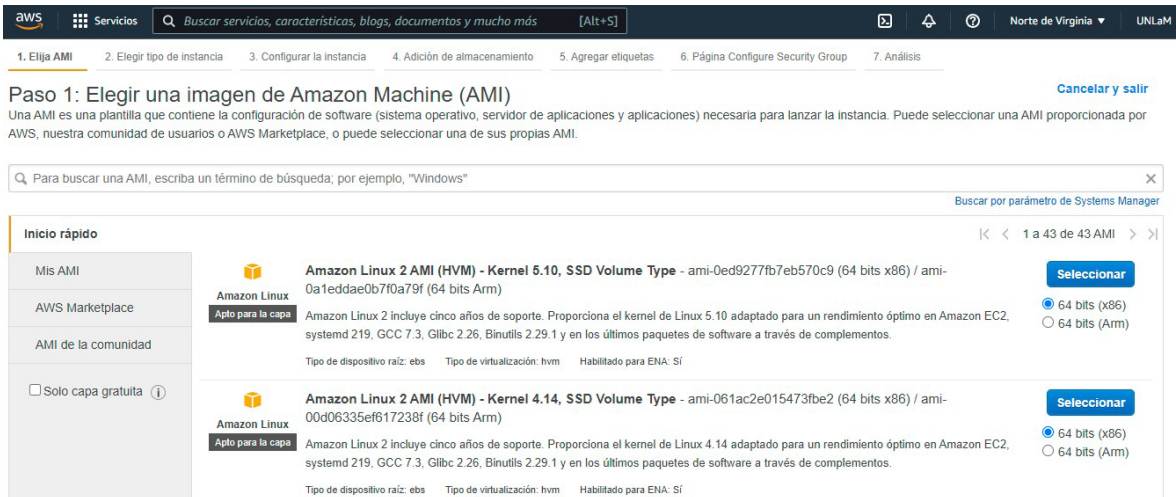 aws Servicios Buscar servicios, características, blogs, documentos y mucho más [Alt+S] Norte de Virginia ▼ UNLaM
1. Elija AMI 2. Elegir tipo de instancia 3. Configurar la instancia 4. Adición de almacenamiento 5. Agregar etiquetas 6. Página Configure Security Group 7. Análisis
Paso 1: Elegir una imagen de Amazon Machine (AMI) Cancelar y salir
Una AMI es una plantilla que contiene la configuración de software (sistema operativo, servidor de aplicaciones y aplicaciones) necesaria para lanzar la instancia. Puede seleccionar una AMI proporcionada por
AWS, nuestra comunidad de usuarios o AWS Marketplace, o puede seleccionar una de sus propias AMI.
Para buscar una AMI, escriba un término de búsqueda; por ejemplo, "Windows"
Buscar por parámetro de Systems Manager
Inicio rápido
Mis AMI
AWS Marketplace
AMI de la comunidad
Solo capa gratuita
1 a 43 de 43 AMI
Amazon Linux
Apto para la capa
Amazon Linux 2 AMI (HVM) - Kernel 5.10, SSD Volume Type - ami-0ed9277fb7eb570c9 (64 bits x86) / ami-
0a1eddae0b7f0a79f (64 bits Arm)
Amazon Linux 2 incluye cinco años de soporte. Proporciona el kernel de Linux 5.10 adaptado para un rendimiento óptimo en Amazon EC2,
systemd 219, GCC 7.3, Glibc 2.26, Binutils 2.29.1 y en los últimos paquetes de software a través de complementos.
Tipo de dispositivo raíz: ebs Tipo de virtualización: hvm Habilitado para ENA: Sí
Seleccionar
64 bits (x86)
64 bits (Arm)
Amazon Linux
Apto para la capa
Amazon Linux 2 AMI (HVM) - Kernel 4.14, SSD Volume Type - ami-061ac2e015473fbe2 (64 bits x86) / ami-
00d06335ef617238f (64 bits Arm)
Amazon Linux 2 incluye cinco años de soporte. Proporciona el kernel de Linux 4.14 adaptado para un rendimiento óptimo en Amazon EC2,
systemd 219, GCC 7.3, Glibc 2.26, Binutils 2.29.1 y en los últimos paquetes de software a través de complementos.
Tipo de dispositivo raíz: ebs Tipo de virtualización: hvm Habilitado para ENA: Sí
Seleccionar
64 bits (x86)
64 bits (Arm)